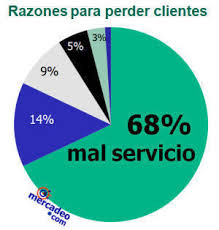 Razones para perder clientes
3%
5%
9%
14%
68%
mal servicio
mercadeo
.com